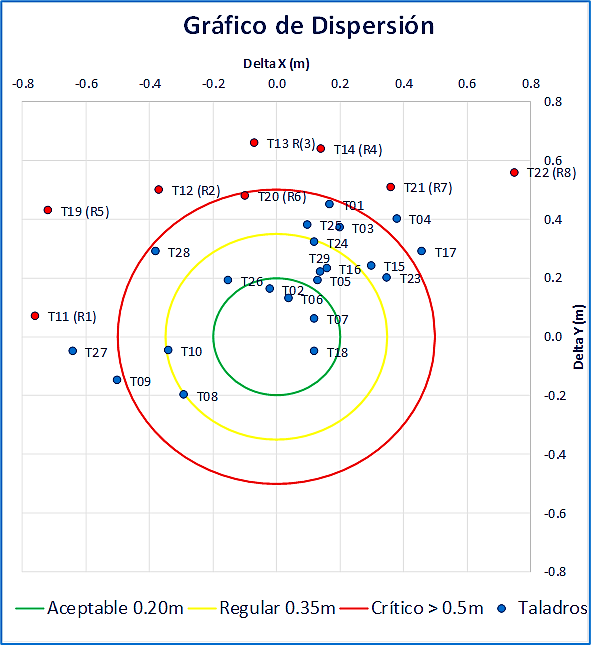 Gráfico de Dispersión
Delta X (m)
-0.8 -0.6 -0.4 -0.2 0.0 0.2 0.4 0.6 0.8
0.8
T13 R(3)
T14 (R4)
0.6
T22 (R8)
T12 (R2)
T20 (R6)
T21 (R7)
T19 (R5)
T01
0.4
T25
T03
T04
T24
T28
T29
T17
T16
T15
0.2
T26
T05
T23
T02
T06
T11 (R1)
T07
0.0
Delta Y (m)
T27
T10
T18
T09
T08
-0.2
-0.4
-0.6
-0.8
Aceptable 0.20m Regular 0.35m Crítico > 0.5m Taladros